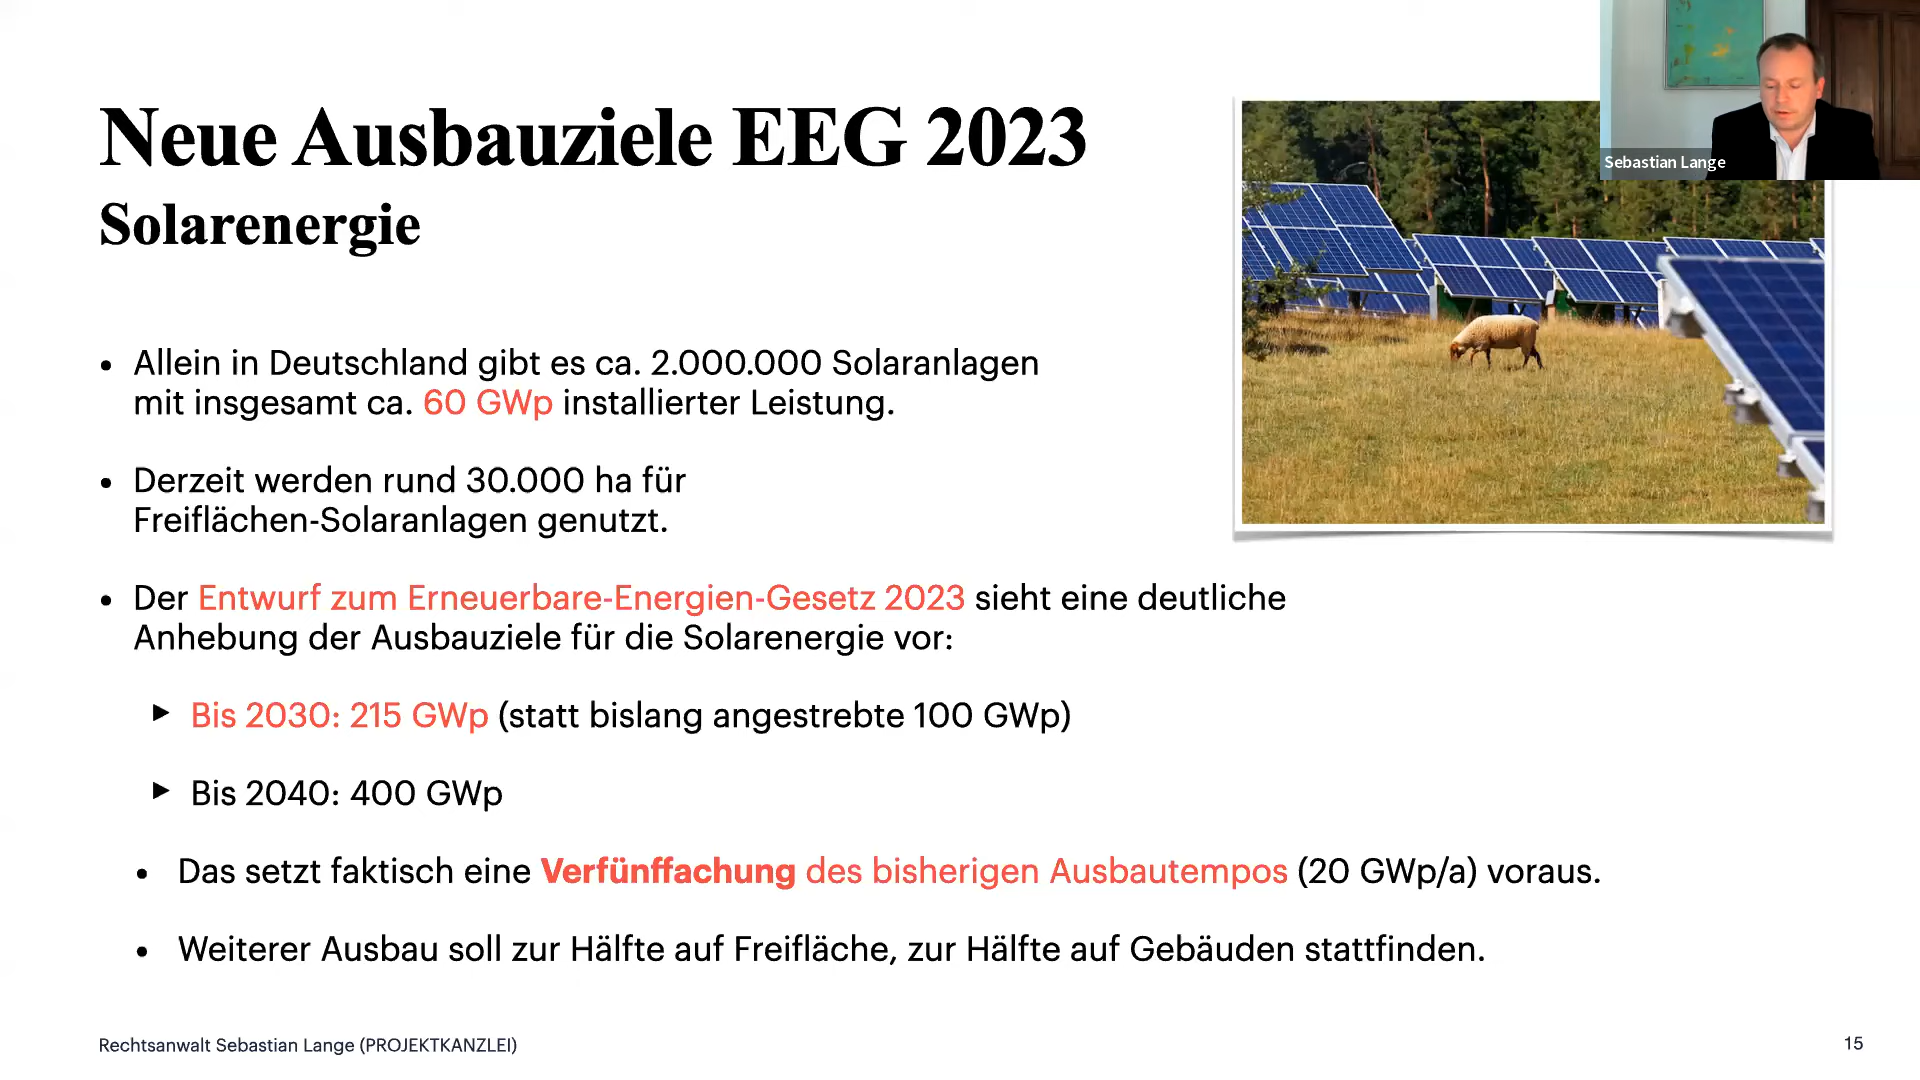 Neue Ausbauziele EEG 2023
Solarenergie
Sebastian Lange
• Allein in Deutschland gibt es ca. 2.000.000 Solaranlagen
mit insgesamt ca. 60 GWp installierter Leistung.
• Derzeit werden rund 30.000 ha für
Freiflächen-Solaranlagen genutzt.
• Der Entwurf zum Erneuerbare-Energien-Gesetz 2023 sieht eine deutliche
Anhebung der Ausbauziele für die Solarenergie vor:
▶ Bis 2030: 215 GWp (statt bislang angestrebte 100 GWp)
▶ Bis 2040: 400 GWp
• Das setzt faktisch eine Verfünffachung des bisherigen Ausbautempos (20 GWp/a) voraus.
• Weiterer Ausbau soll zur Hälfte auf Freifläche, zur Hälfte auf Gebäuden stattfinden.
Rechtsanwalt Sebastian Lange (PROJEKTKANZLEI)
15